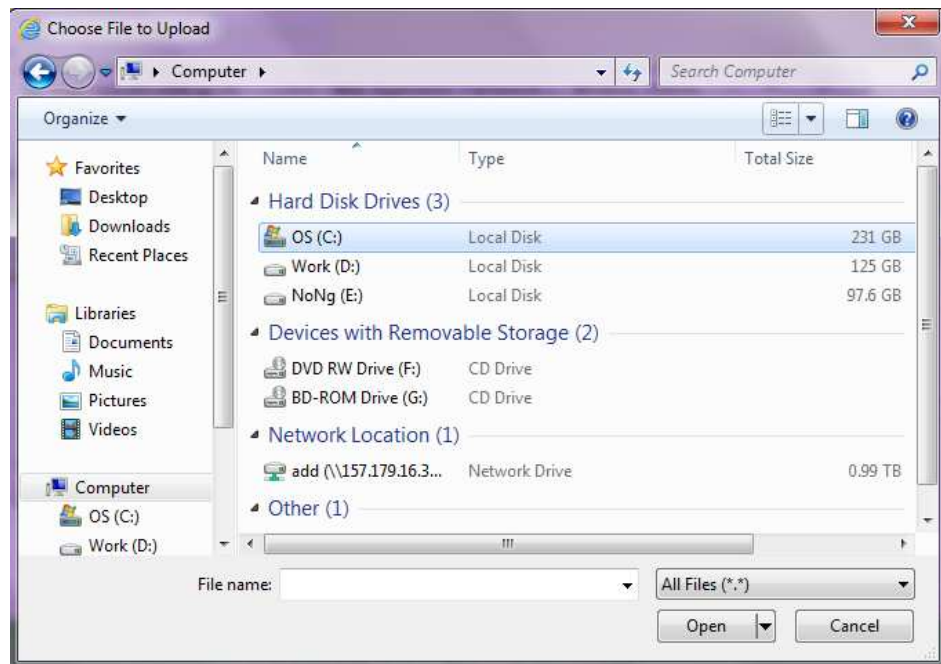 Choose File to Upload
Computer
Search Computer
Organize
Favorites
Desktop
Downloads
Recent Places
Libraries
Documents
Music
Pictures
Videos
Computer
OS (C:)
Work (D:)
Name Type Total Size
Hard Disk Drives (3)
OS (C:) Local Disk 231 GB
Work (D:) Local Disk 125 GB
NoNg (E:) Local Disk 97.6 GB
Devices with Removable Storage (2)
DVD RW Drive (F:) CD Drive
BD-ROM Drive (G:) CD Drive
Network Location (1)
add (\\157.179.16.3... Network Drive 0.99 TB
Other (1)
File name: All Files (*.*)
Open Cancel